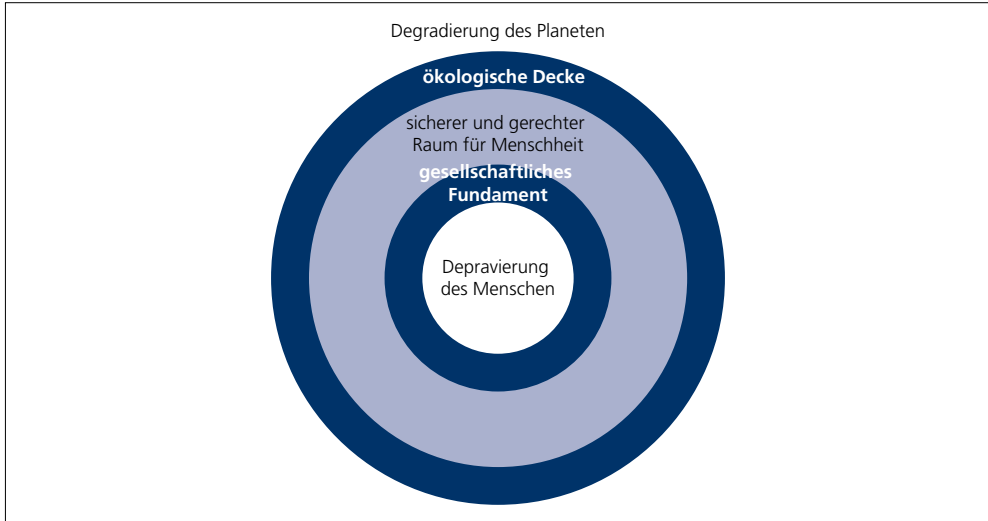 Degradierung des Planeten
ökologische Decke
sicherer und gerechter
Raum für Menschheit
gesellschaftliches
Fundament
Depravierung
des Menschen